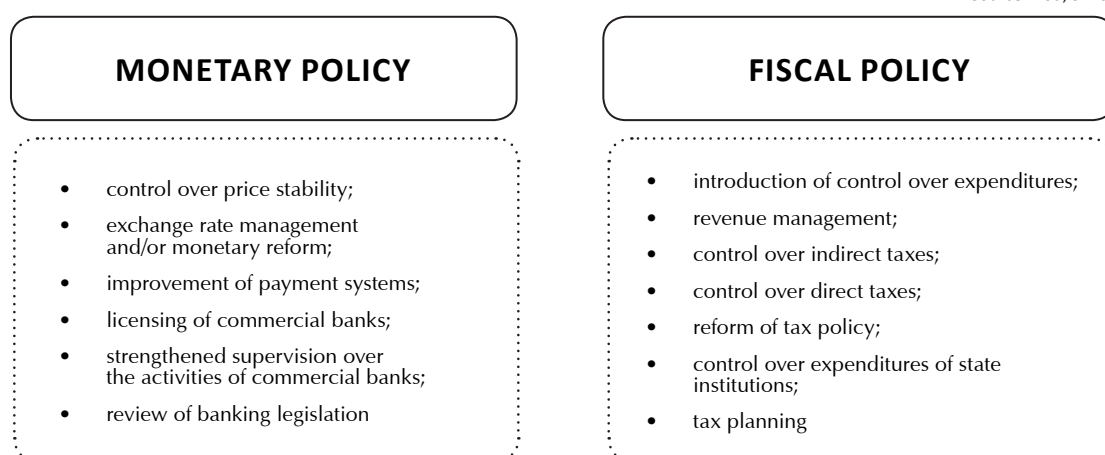 MONETARY POLICY
• control over price stability;
• exchange rate management
and/or monetary reform;
• improvement of payment systems;
• licensing of commercial banks;
• strengthened supervision over
the activities of commercial banks;
• review of banking legislation
FISCAL POLICY
• introduction of control over expenditures;
• revenue management;
• control over indirect taxes;
• control over direct taxes;
• reform of tax policy;
• control over expenditures of state
institutions;
• tax planning